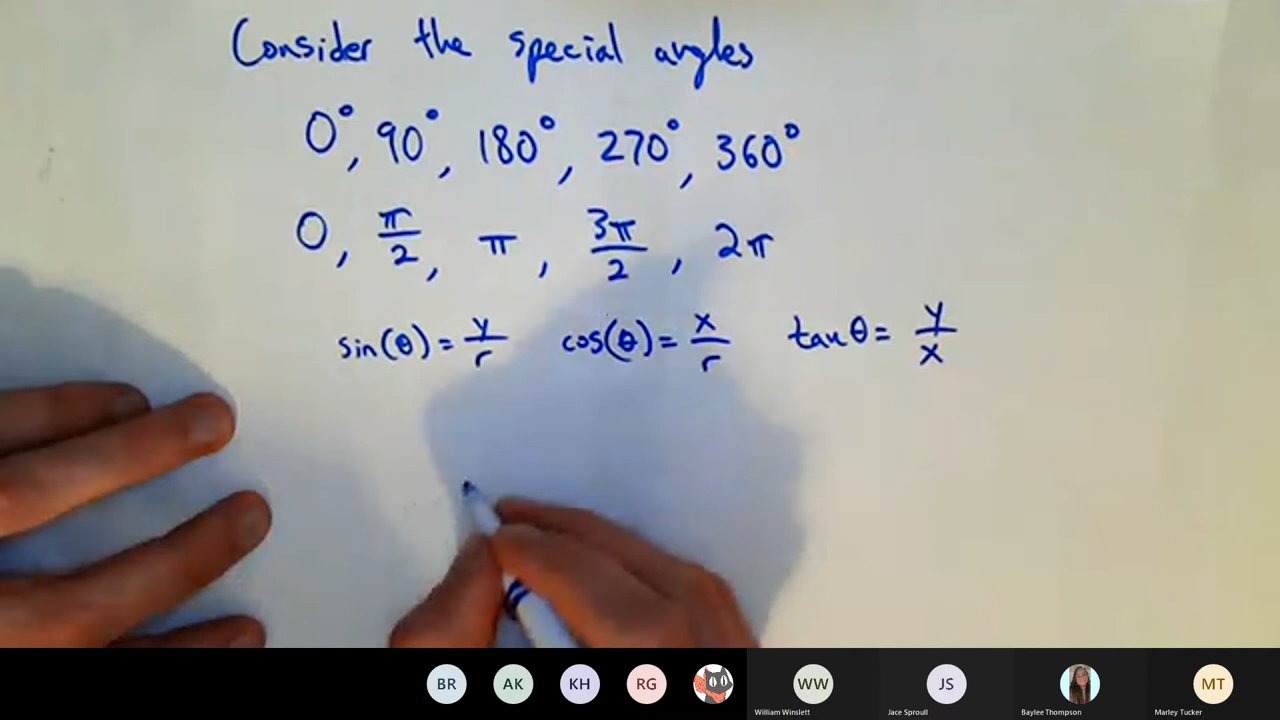 Consider the special angles
0°, 90°, 180°, 270°, 360°
0, π/2, π, 3π/2, 2π
sin(θ) = y/r cos(θ) = x/r tan θ = y/x
BR AK KH RG WW JS MT
William Winslett Jace Sproull Baylee Thompson Marley Tucker